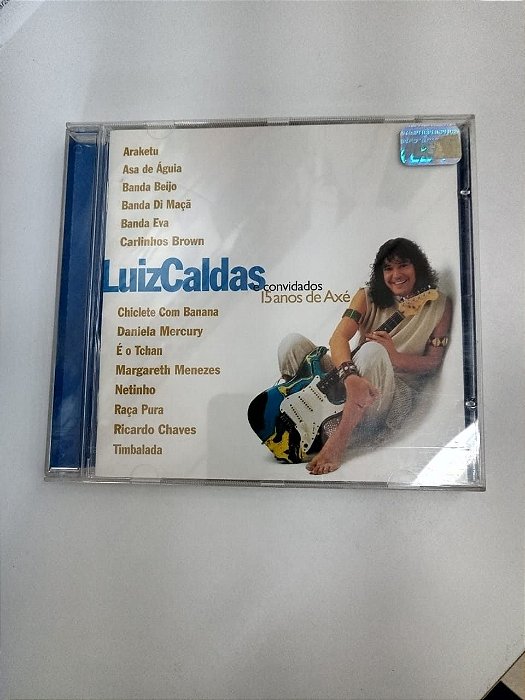 Araketu
Asa de Águia
Banda Beijo
Banda Di Maçã
Banda Eva
Carlinhos Brown
LuizCaldas
e convidados
15 anos de Axé
Chiclete Com Banana
Daniela Mercury
É o Tchan
Margareth Menezes
Netinho
Raça Pura
Ricardo Chaves
Timbalada